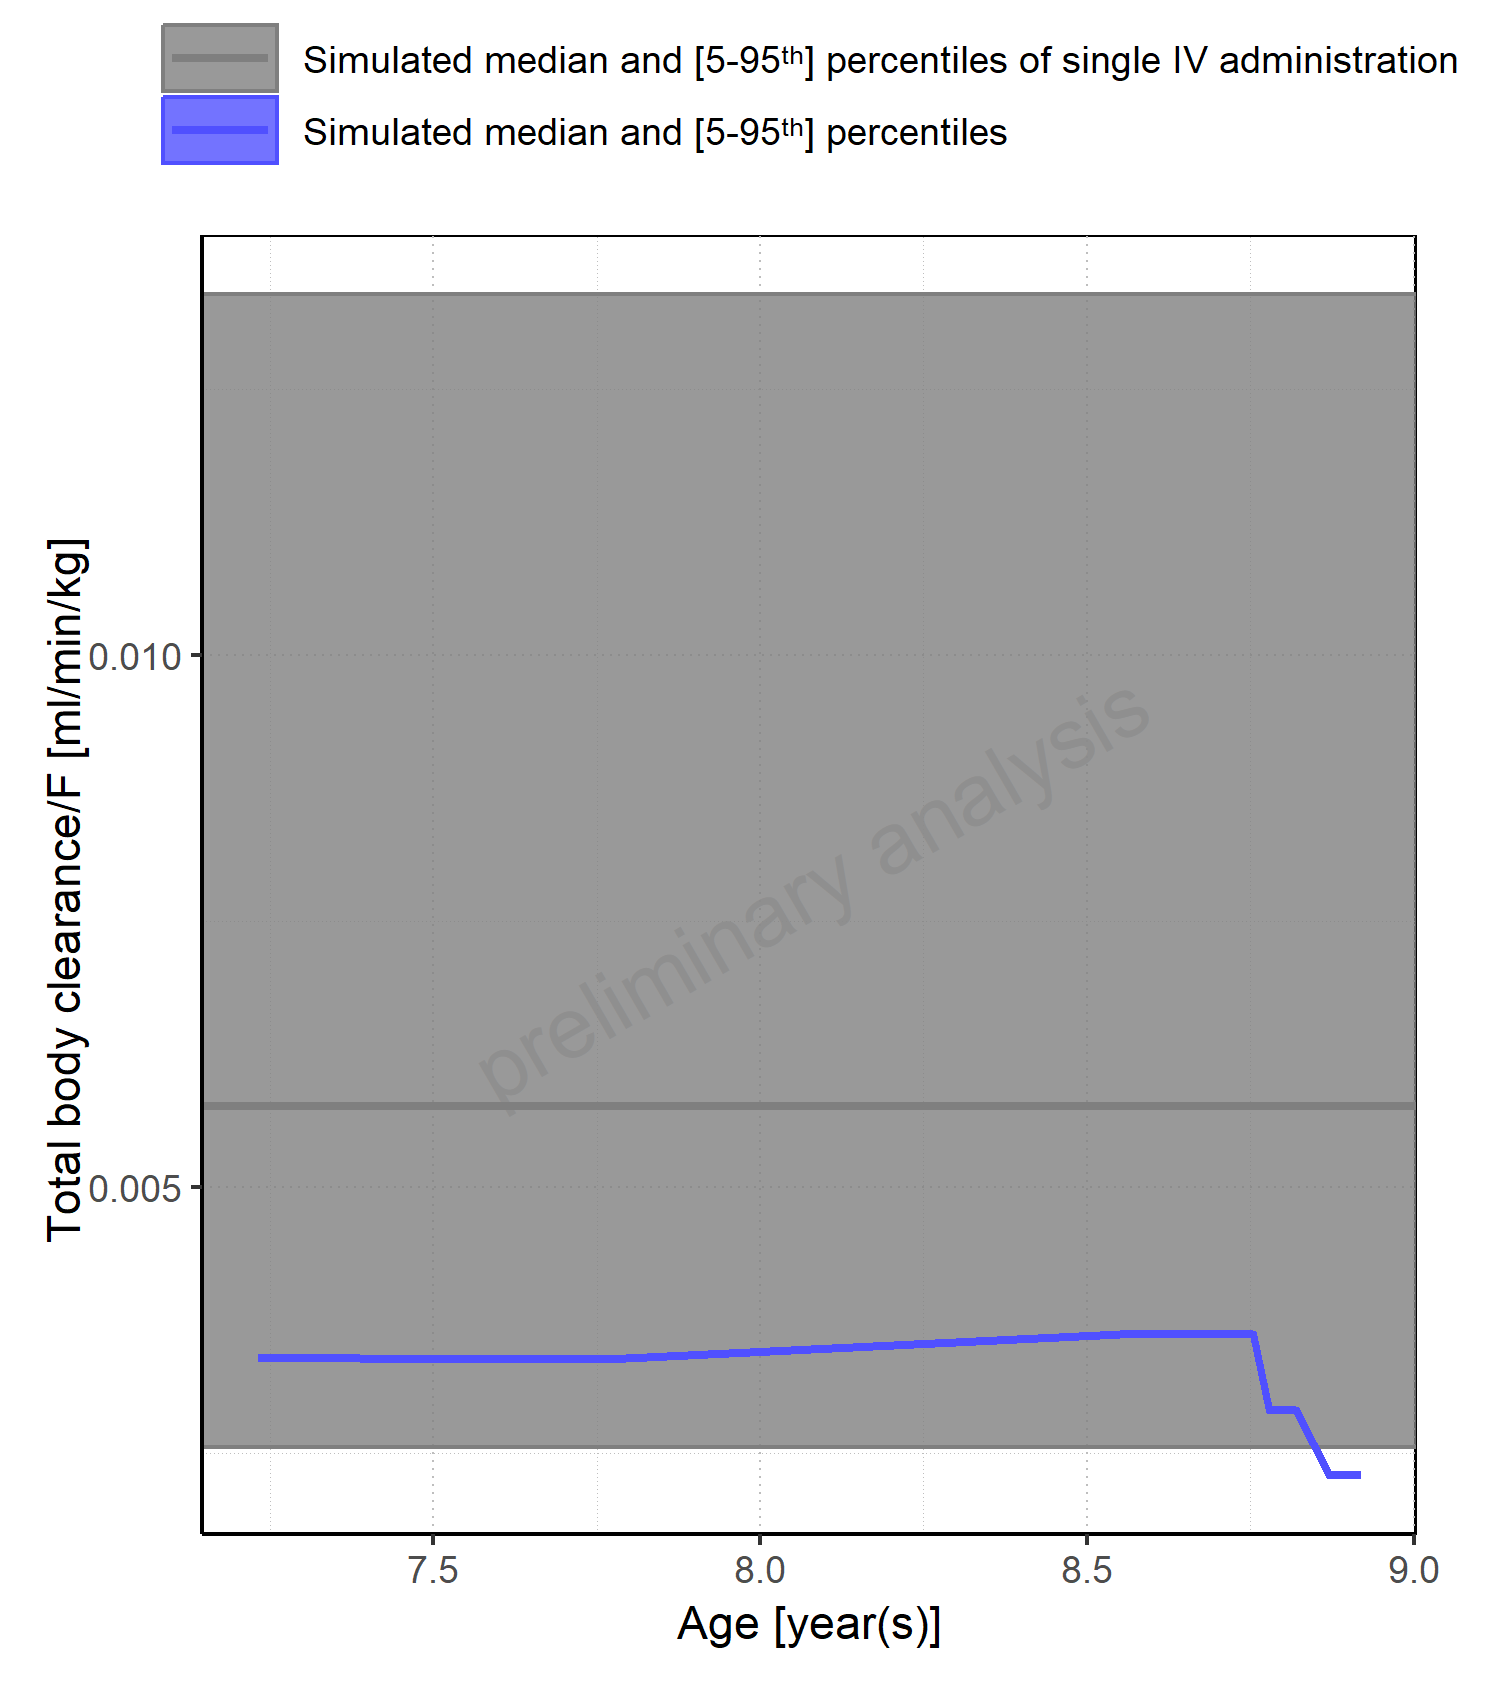 Simulated median and [5-95th] percentiles of single IV administration
Simulated median and [5-95th] percentiles
Total body clearance/F [ml/min/kg]
0.010
0.005
preliminary analysis
7.5 8.0 8.5 9.0
Age [year(s)]